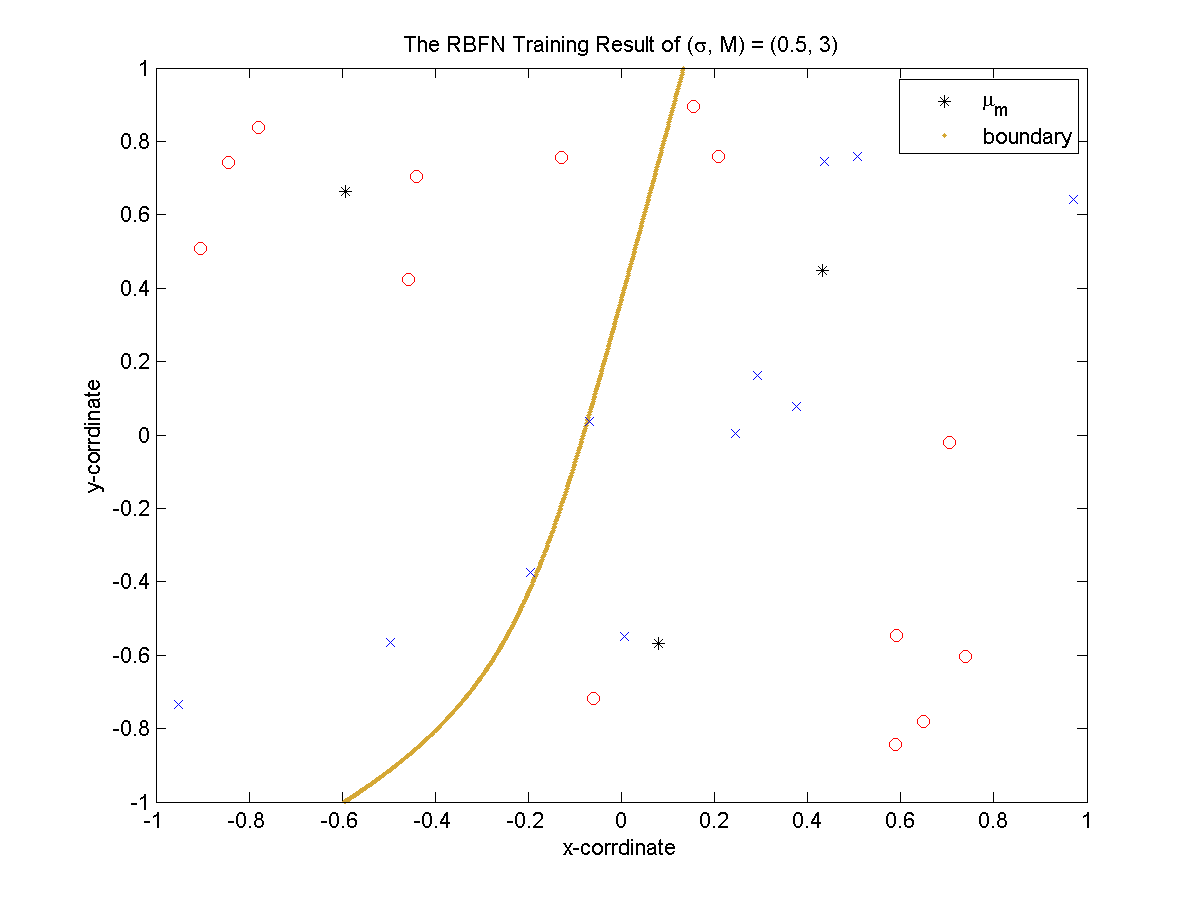 The RBFN Training Result of (σ, M) = (0.5, 3)
μm
boundary
1
0.8
0.6
0.4
0.2
0
-0.2
-0.4
-0.6
-0.8
-1
y-corrdinate
-1 -0.8 -0.6 -0.4 -0.2 0 0.2 0.4 0.6 0.8 1
x-corrdinate